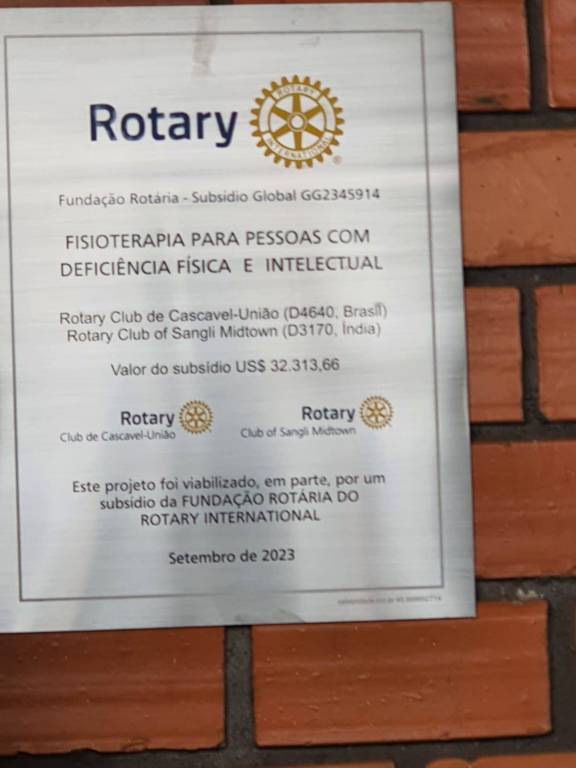 Rotary
ROTARY
INTERNATIONAL
Fundação Rotária - Subsídio Global GG2345914
FISIOTERAPIA PARA PESSOAS COM
DEFICIÊNCIA FÍSICA E INTELECTUAL
Rotary Club de Cascavel-União (D4640, Brasil)
Rotary Club of Sangli Midtown (D3170, Índia)
Valor do subsídio US$ 32.313,66
Rotary
Club de Cascavel-União
Rotary
Club of Sangli Midtown
Este projeto foi viabilizado, em parte, por um
subsídio da FUNDAÇÃO ROTÁRIA DO
ROTARY INTERNATIONAL
Setembro de 2023